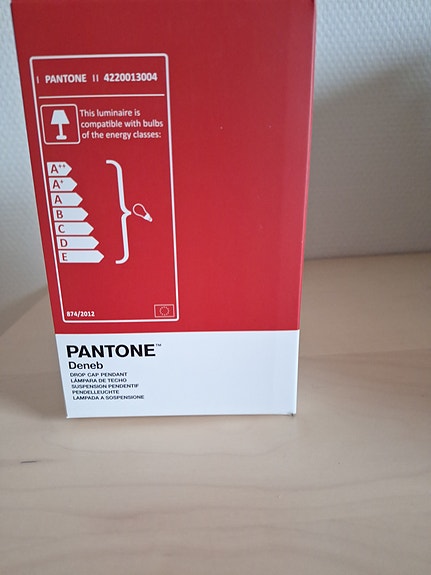 I PANTONE II 4220013004
This luminaire is
compatible with bulbs
of the energy classes:
A++
A+
A
B
C
D
E
874/2012
PANTONE™
Deneb
DROP CAP PENDANT
LÁMPARA DE TECHO
SUSPENSION PENDENTIF
PENDELLEUCHTE
LAMPADA A SOSPENSIONE